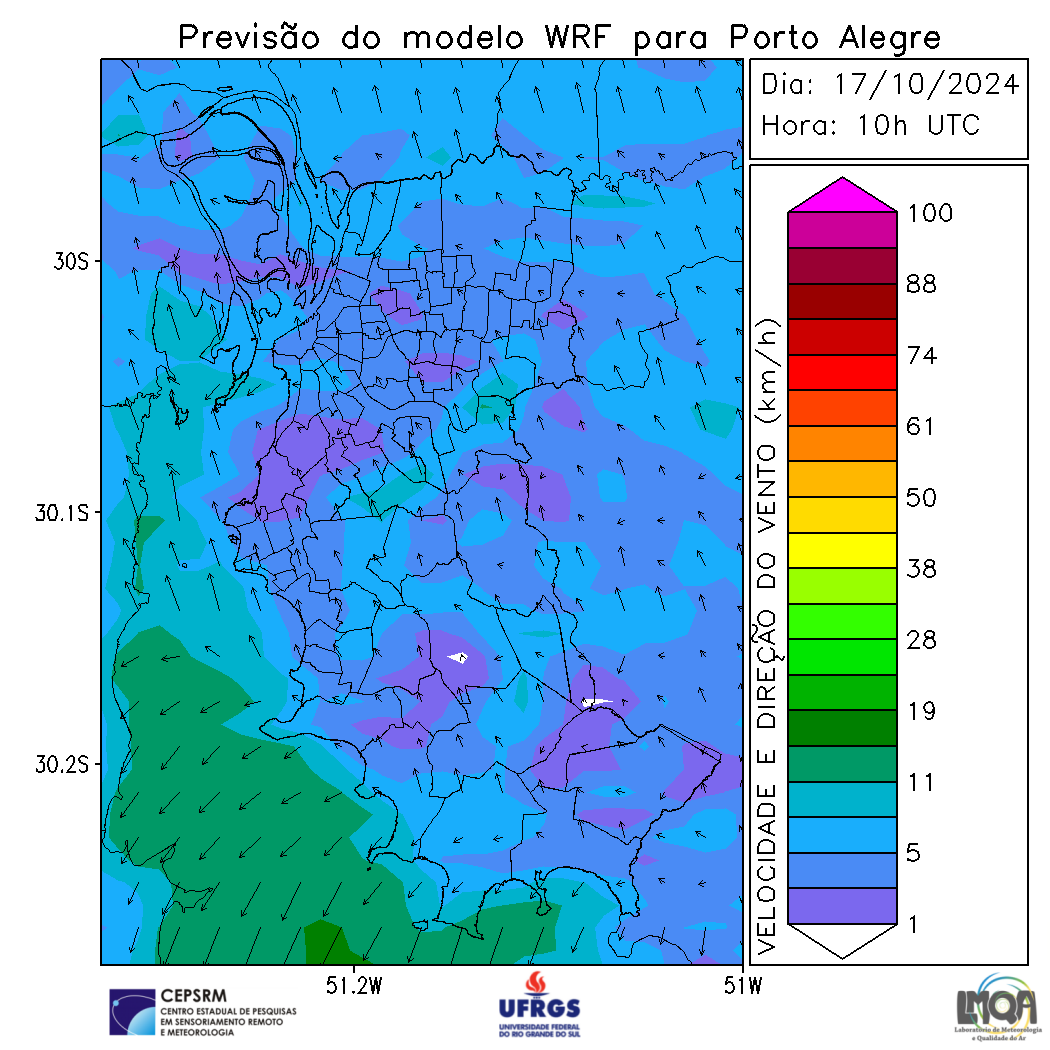 Previsão do modelo WRF para Porto Alegre
Dia: 17/10/2024
Hora: 10h UTC
30S
30.1S
30.2S
51.2W
51W
VELOCIDADE E DIREÇÃO DO VENTO (km/h)
100
88
74
61
50
38
28
19
11
5
1
CEPSRM
CENTRO ESTADUAL DE PESQUISAS
EM SENSORIAMENTO REMOTO
E METEOROLOGIA
UFRGS
UNIVERSIDADE FEDERAL
DO RIO GRANDE DO SUL
LMQA
Laboratório de Meteorologia
e Qualidade do Ar